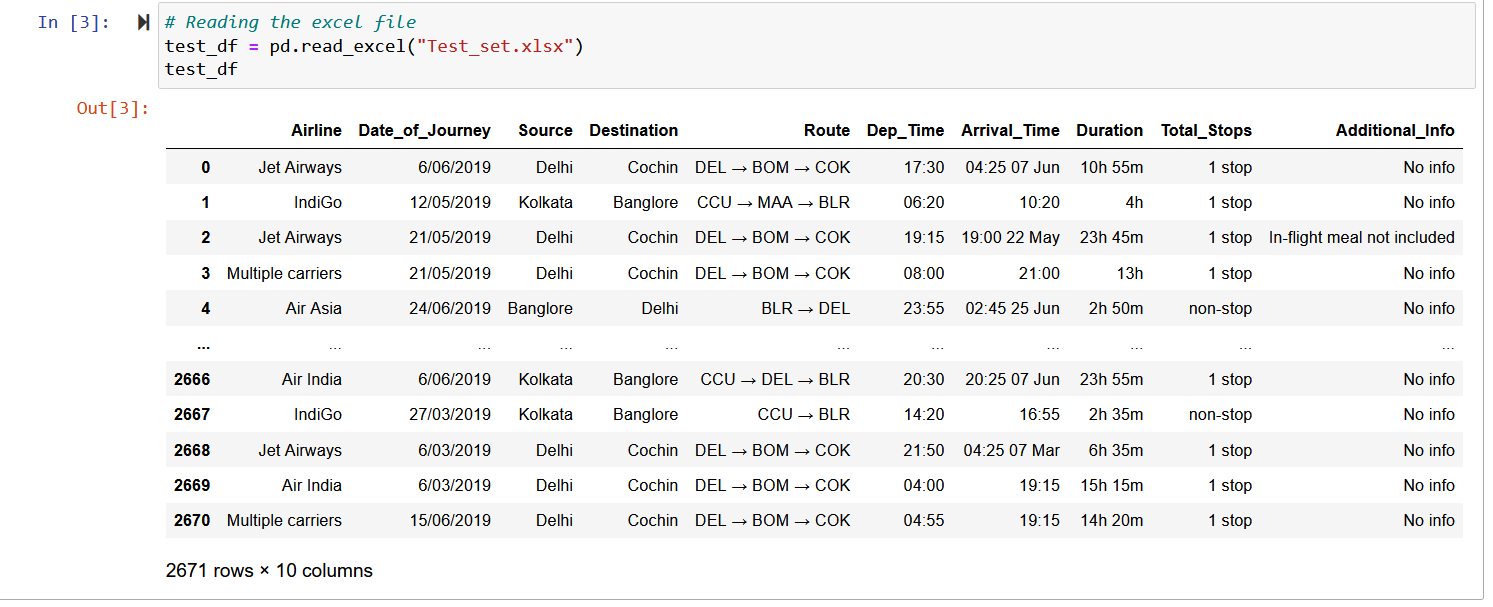 In [3]: # Reading the excel file
test_df = pd.read_excel("Test_set.xlsx")
test_df
Out[3]:
Airline Date_of_Journey Source Destination Route Dep_Time Arrival_Time Duration Total_Stops Additional_Info
0 Jet Airways 6/06/2019 Delhi Cochin DEL → BOM → COK 17:30 04:25 07 Jun 10h 55m 1 stop No info
1 IndiGo 12/05/2019 Kolkata Banglore CCU → MAA → BLR 06:20 10:20 4h 1 stop No info
2 Jet Airways 21/05/2019 Delhi Cochin DEL → BOM → COK 19:15 19:00 22 May 23h 45m 1 stop In-flight meal not included
3 Multiple carriers 21/05/2019 Delhi Cochin DEL → BOM → COK 08:00 21:00 13h 1 stop No info
4 Air Asia 24/06/2019 Banglore Delhi BLR → DEL 23:55 02:45 25 Jun 2h 50m non-stop No info
... ... ... ... ... ... ... ... ... ... ...
2666 Air India 6/06/2019 Kolkata Banglore CCU → DEL → BLR 20:30 20:25 07 Jun 23h 55m 1 stop No info
2667 IndiGo 27/03/2019 Kolkata Banglore CCU → BLR 14:20 16:55 2h 35m non-stop No info
2668 Jet Airways 6/03/2019 Delhi Cochin DEL → BOM → COK 21:50 04:25 07 Mar 6h 35m 1 stop No info
2669 Air India 6/03/2019 Delhi Cochin DEL → BOM → COK 04:00 19:15 15h 15m 1 stop No info
2670 Multiple carriers 15/06/2019 Delhi Cochin DEL → BOM → COK 04:55 19:15 14h 20m 1 stop No info
2671 rows × 10 columns